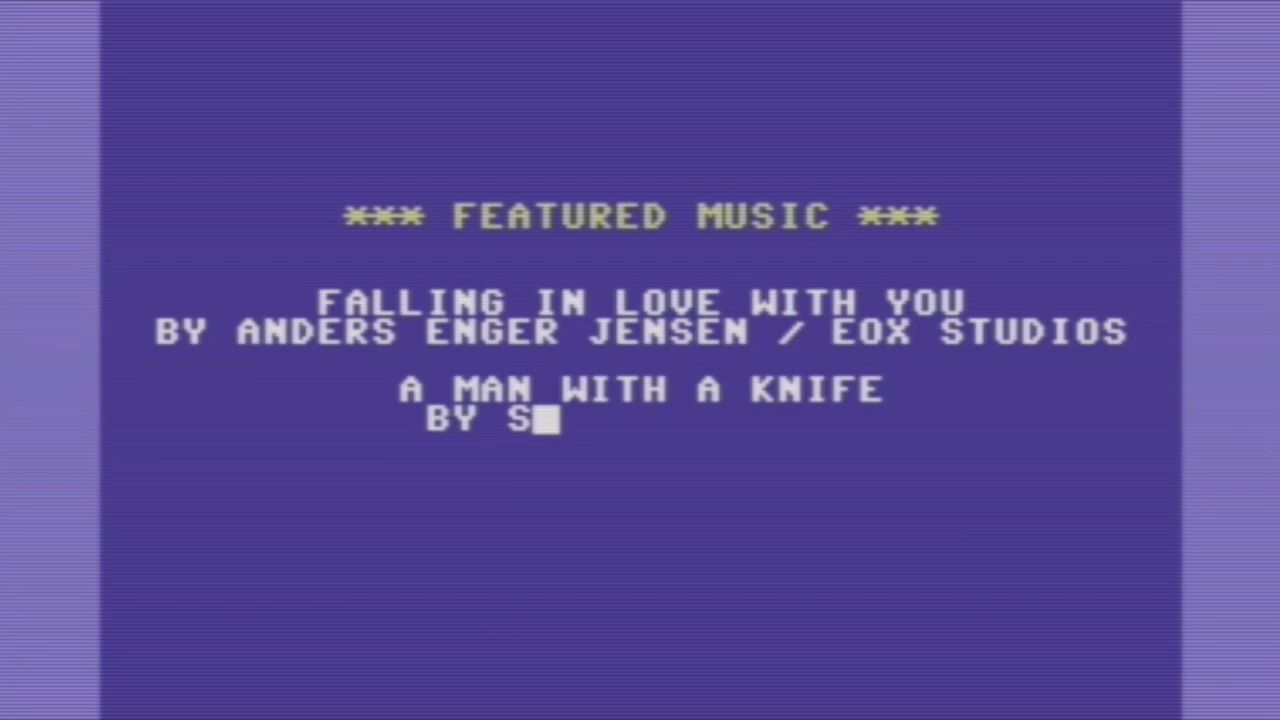 *** FEATURED MUSIC ***
FALLING IN LOVE WITH YOU
BY ANDERS ENGER JENSEN / EOX STUDIOS
A MAN WITH A KNIFE
BY S